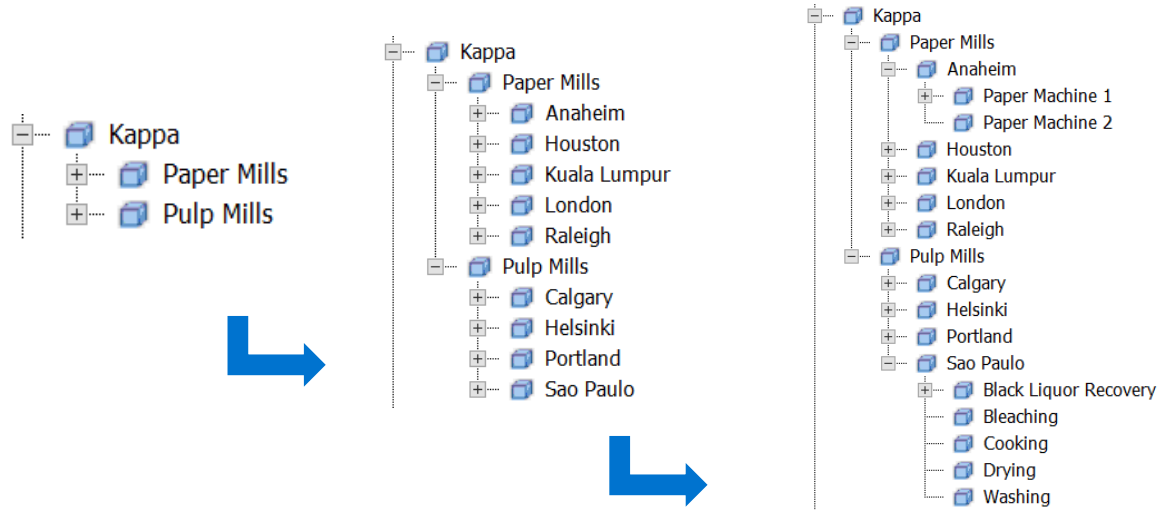 Kappa
Paper Mills
Pulp Mills
Kappa
Paper Mills
Anaheim
Houston
Kuala Lumpur
London
Raleigh
Pulp Mills
Calgary
Helsinki
Portland
Sao Paulo
Kappa
Paper Mills
Anaheim
Paper Machine 1
Paper Machine 2
Houston
Kuala Lumpur
London
Raleigh
Pulp Mills
Calgary
Helsinki
Portland
Sao Paulo
Black Liquor Recovery
Bleaching
Cooking
Drying
Washing